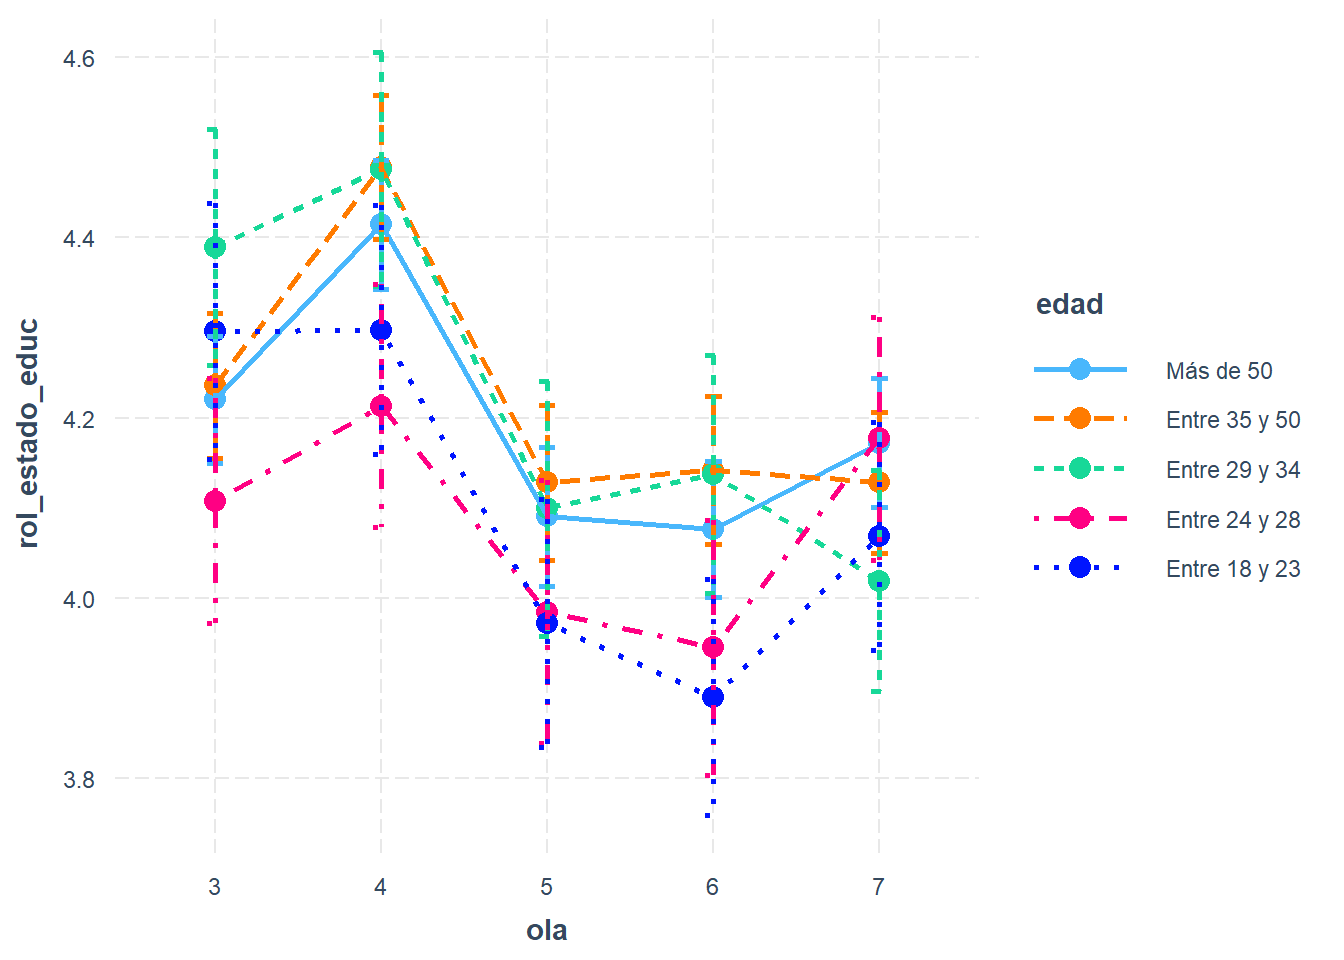 4.6
4.4
4.2
4.0
3.8
rol_estado_educ
3 4 5 6 7
ola
edad
Más de 50
Entre 35 y 50
Entre 29 y 34
Entre 24 y 28
Entre 18 y 23